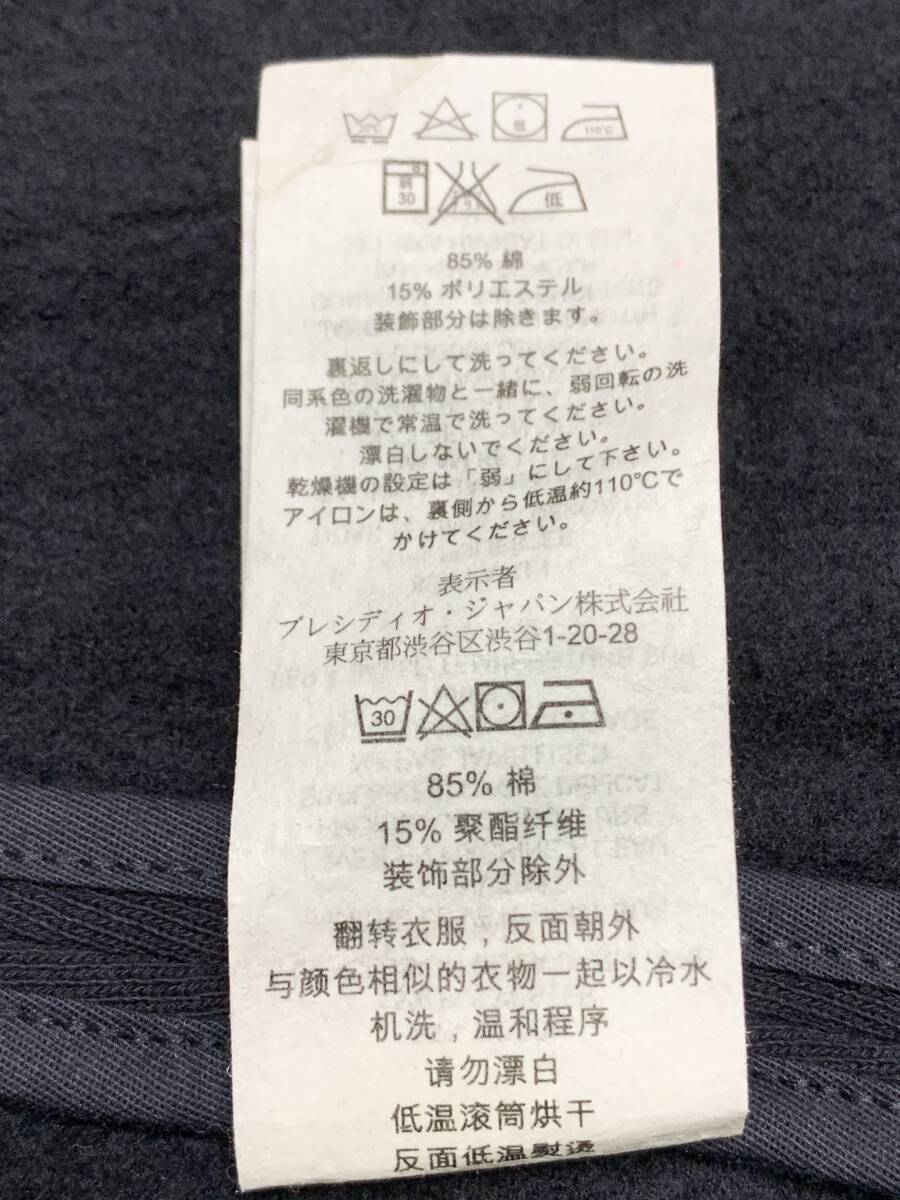 低
110°C
弱
30
低
85% 綿
15% ポリエステル
装飾部分は除きます。
裏返しにして洗ってください。
同系色の洗濯物と一緒に、弱回転の洗
濯機で常温で洗ってください。
漂白しないでください。
乾燥機の設定は「弱」にして下さい。
アイロンは、裏側から低温約110℃で
かけてください。
表示者
プレシディオ・ジャパン株式会社
東京都渋谷区渋谷1-20-28
30
85% 棉
15% 聚酯纤维
装饰部分除外
翻转衣服，反面朝外
与颜色相似的衣物一起以冷水
机洗，温和程序
请勿漂白
低温滚筒烘干
反面低温熨烫